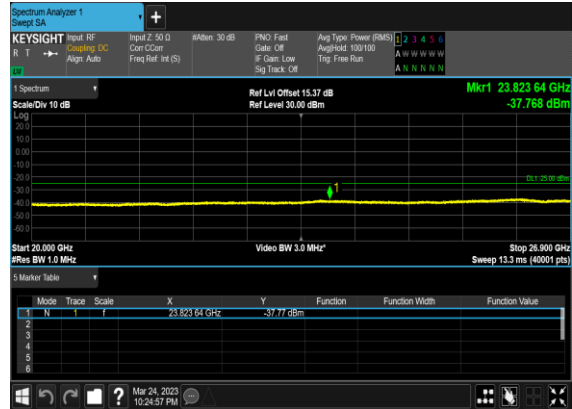 Spectrum Analyzer 1
Swept SA
KEYSIGHT Input: RF Input Z: 50 Ω #Atten: 30 dB PNO: Fast Avg Type: Power (RMS) 1 2 3 4 5 6
R T Coupling: DC Corr CCorr Gate: Off Avg|Hold: 100/100 A W W W W W
Align: Auto Freq Ref: Int (S) IF Gain: Low Trig: Free Run
Sig Track: Off A N N N N N
1 Spectrum Ref Lvl Offset 15.37 dB Mkr1 23.823 64 GHz
Scale/Div 10 dB Ref Level 30.00 dBm -37.768 dBm
Log
20.0
10.0
0.00
-10.0
-20.0
DL1 -25.00 dBm
-30.0
1
-40.0
-50.0
-60.0
Start 20.000 GHz Video BW 3.0 MHz* Stop 26.900 GHz
#Res BW 1.0 MHz Sweep 13.3 ms (40001 pts)
5 Marker Table
Mode Trace Scale X Y Function Function Width Function Value
1 N 1 f 23.823 64 GHz -37.77 dBm
2
3
4
5
6
? Mar 24, 2023
10:24:57 PM